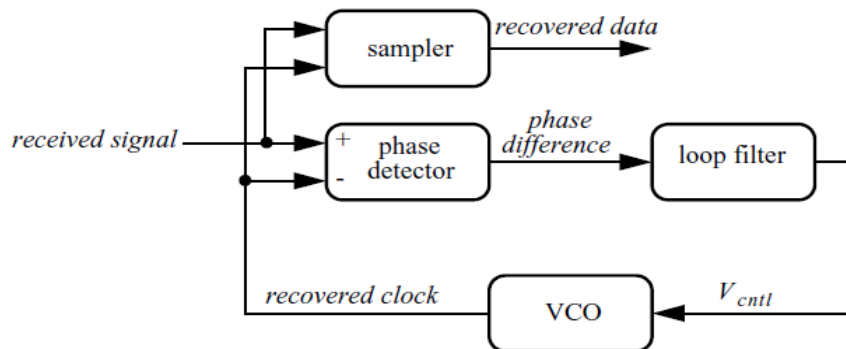 recovered data
sampler
received signal
+
-
phase
detector
phase
difference
loop filter
recovered clock
VCO
V cntl